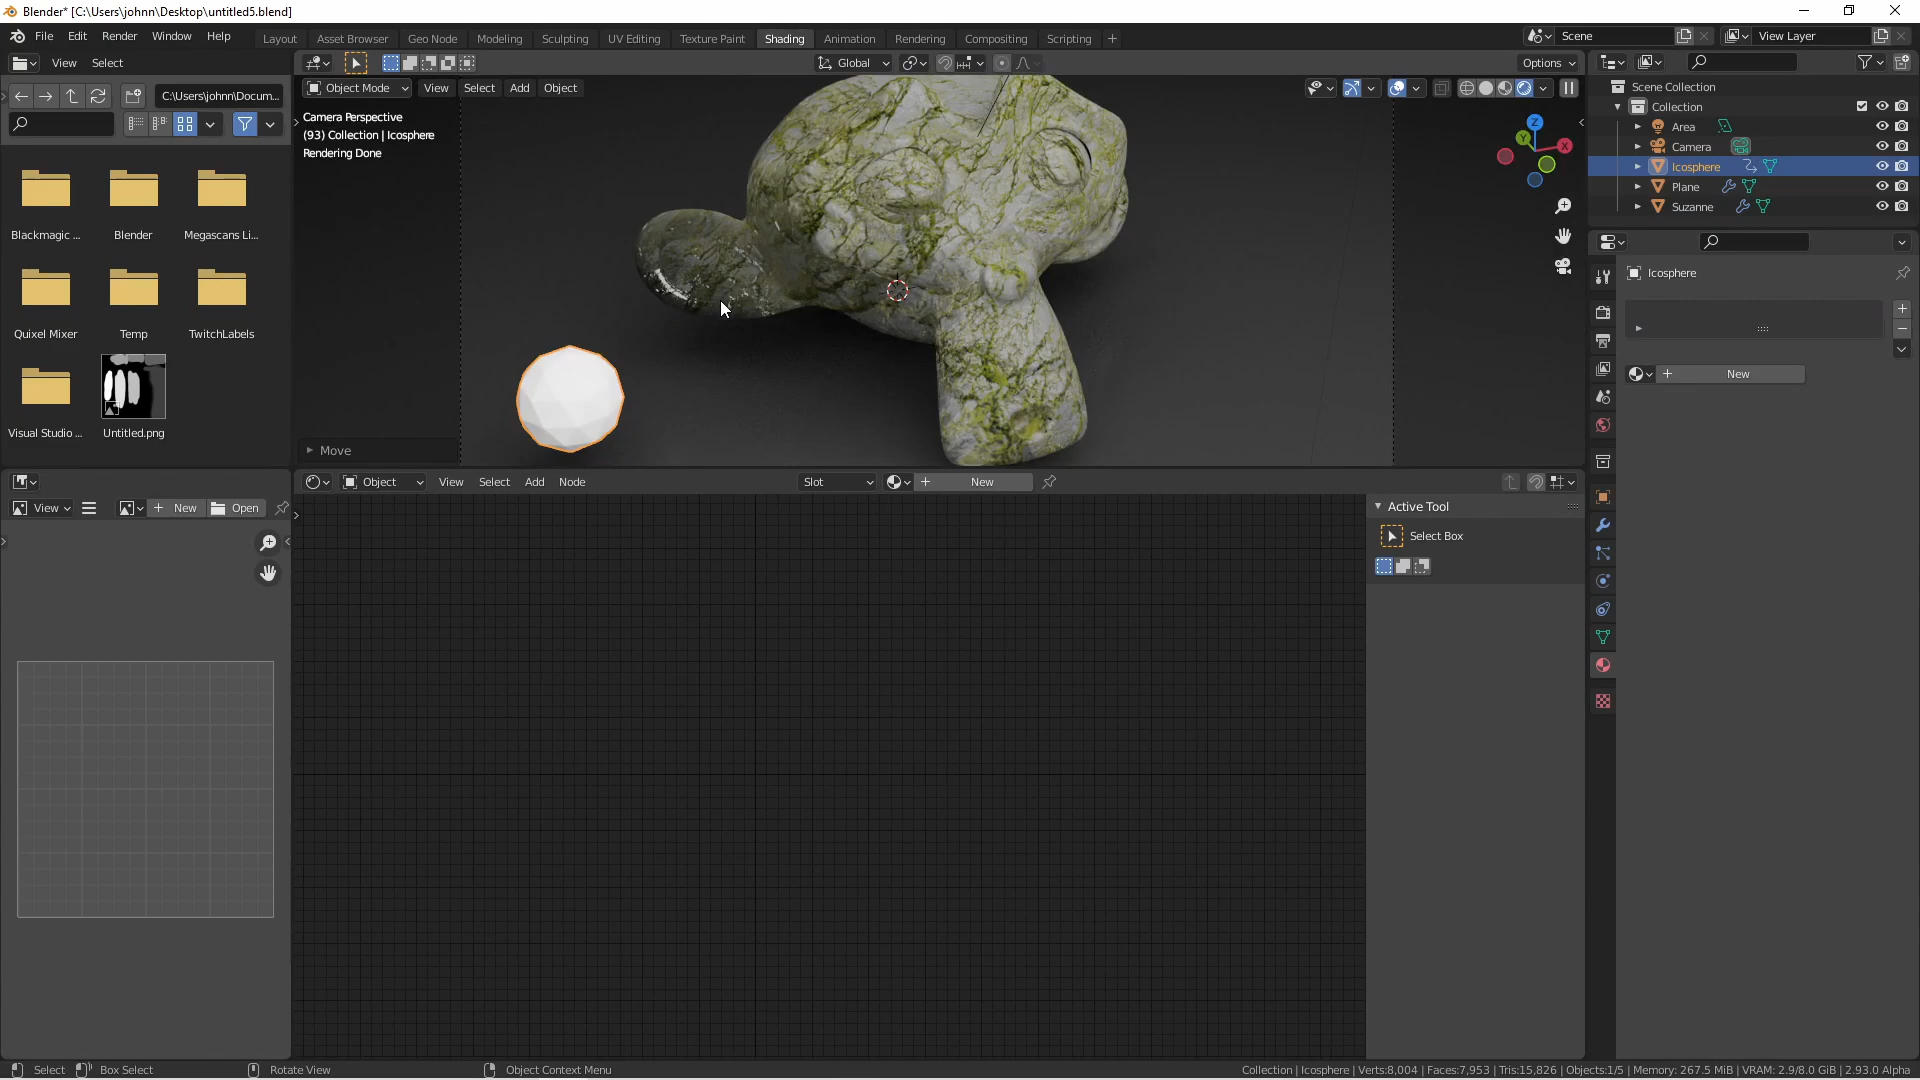 Blender* [C:\Users\johnn\Desktop\untitled5.blend]
File Edit Render Window Help
Layout Asset Browser Geo Node Modeling Sculpting UV Editing Texture Paint Shading Animation Rendering Compositing Scripting
Scene
View Layer
View Select
Global
Options
C:\Users\johnn\Docum...
Object Mode View Select Add Object
Camera Perspective
(93) Collection | Icosphere
Rendering Done
Z
Y
X
Move
Blackmagic ...
Blender
Megascans Li...
Quixel Mixer
Temp
TwitchLabels
Visual Studio ...
Untitled.png
Scene Collection
Collection
Area
Camera
Icosphere
Plane
Suzanne
Icosphere
New
Object View Select Add Node
Slot
New
View
New
Open
Active Tool
Select Box
Select
Box Select
Rotate View
Object Context Menu
Collection | Icosphere | Verts:8,004 | Faces:7,953 | Tris:15,826 | Objects:1/5 | Memory: 267.5 MiB | VRAM: 2.9/8.0 GiB | 2.93.0 Alpha